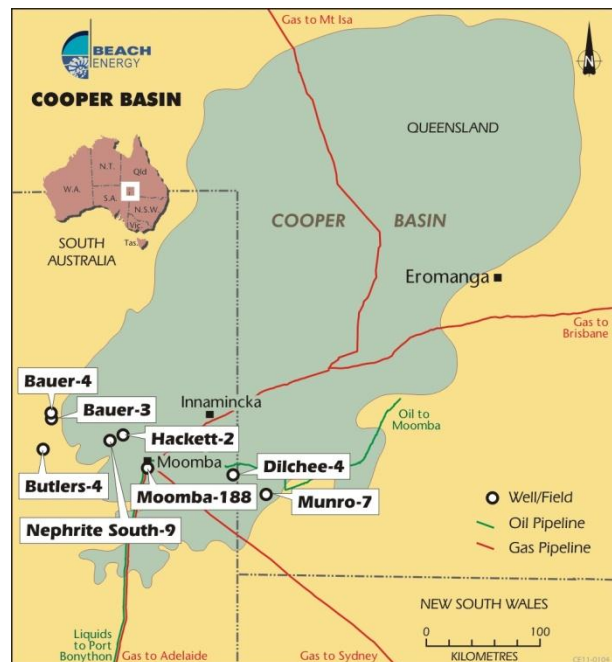 BEACH
ENERGY
COOPER BASIN
W.A.
N.T.
Qld
S.A.
N.S.W.
Vic.
Tas.
SOUTH
AUSTRALIA
Gas to Mt Isa
N
QUEENSLAND
COOPER BASIN
Eromanga
Gas to
Brisbane
Bauer-4
Bauer-3
Innamincka
Oil to
Moomba
Hackett-2
Moomba
Dilchee-4
Butlers-4
Moomba-188
Munro-7
Nephrite South-9
Well/Field
Oil Pipeline
Gas Pipeline
NEW SOUTH WALES
0 100
KILOMETRES
Liquids
to Port
Bonython
Gas to Adelaide
Gas to Sydney